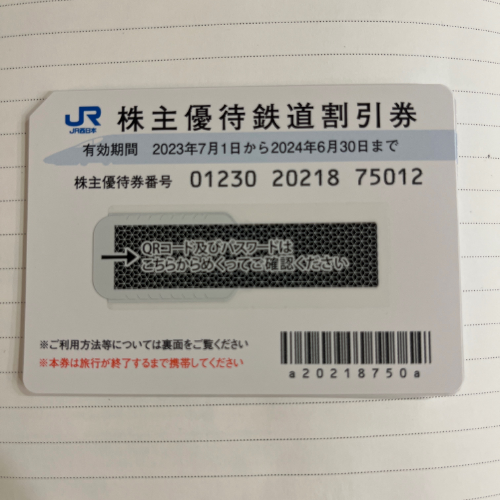 JR
JR西日本
株主優待鉄道割引券
有効期間 2023年7月1日から2024年6月30日まで
株主優待券番号 01230 20218 75012
QRコード及びパスワードは
こちらからめくってご確認ください
※ご利用方法等については裏面をご覧ください
※本券は旅行が終了するまで携帯してください
a20218750a